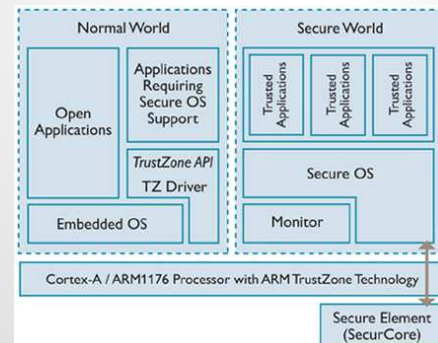 Normal World
Open
Applications
Applications
Requiring
Secure OS
Support
TrustZone API
TZ Driver
Embedded OS
Secure World
Trusted
Applications
Trusted
Applications
Trusted
Applications
Secure OS
Monitor
Cortex-A / ARM1176 Processor with ARM TrustZone Technology
Secure Element
(SecurCore)